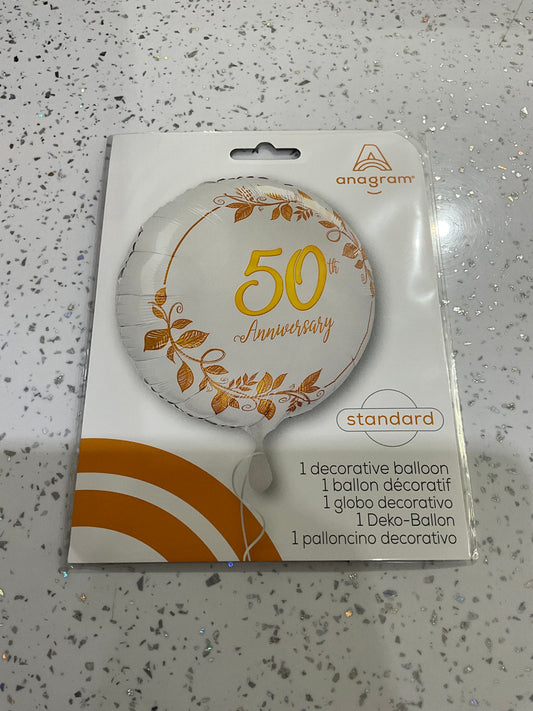 anagram
50th
Anniversary
standard
1 decorative balloon
1 ballon décoratif
1 globo decorativo
1 Deko-Ballon
1 palloncino decorativo